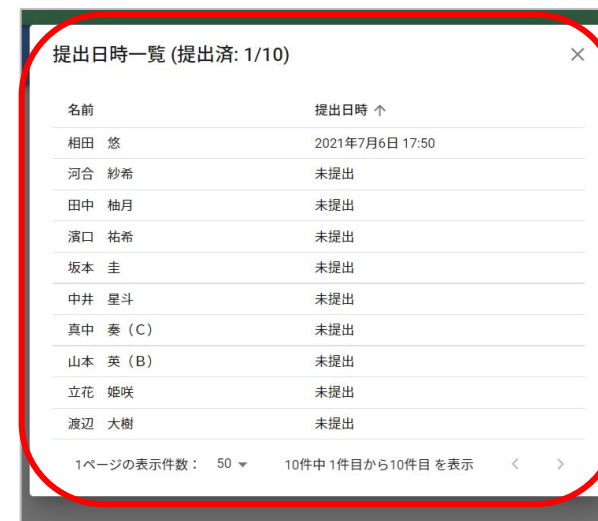 提出日時一覧 (提出済: 1/10)
名前 提出日時
相田 悠 2021年7月6日 17:50
河合 紗希 未提出
田中 柚月 未提出
濱口 祐希 未提出
坂本 圭 未提出
中井 星斗 未提出
真中 奏（C） 未提出
山本 英（B） 未提出
立花 姫咲 未提出
渡辺 大樹 未提出
1ページの表示件数： 50 10件中 1件目から10件目 を表示